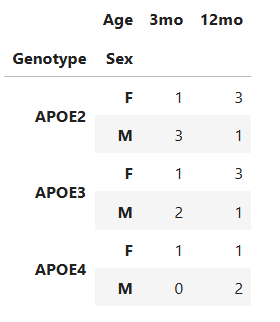 Age 3mo 12mo
Genotype Sex
APOE2 F 1 3
M 3 1
APOE3 F 1 3
M 2 1
APOE4 F 1 1
M 0 2